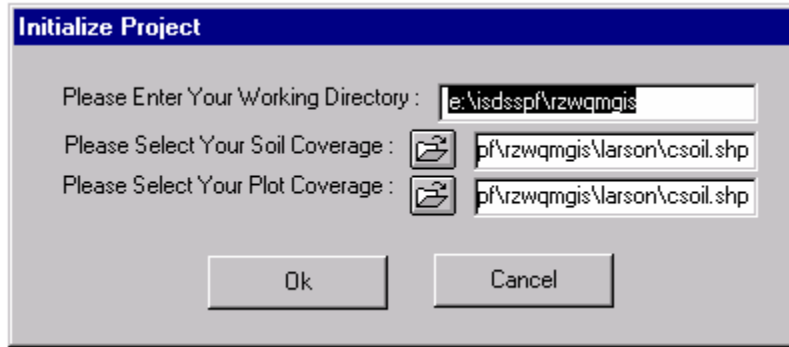 Initialize Project
Please Enter Your Working Directory : e:\isdsspf\rzwqmgis
Please Select Your Soil Coverage : pf\rzwqmgis\larson\csoil.shp
Please Select Your Plot Coverage : pf\rzwqmgis\larson\csoil.shp
Ok Cancel